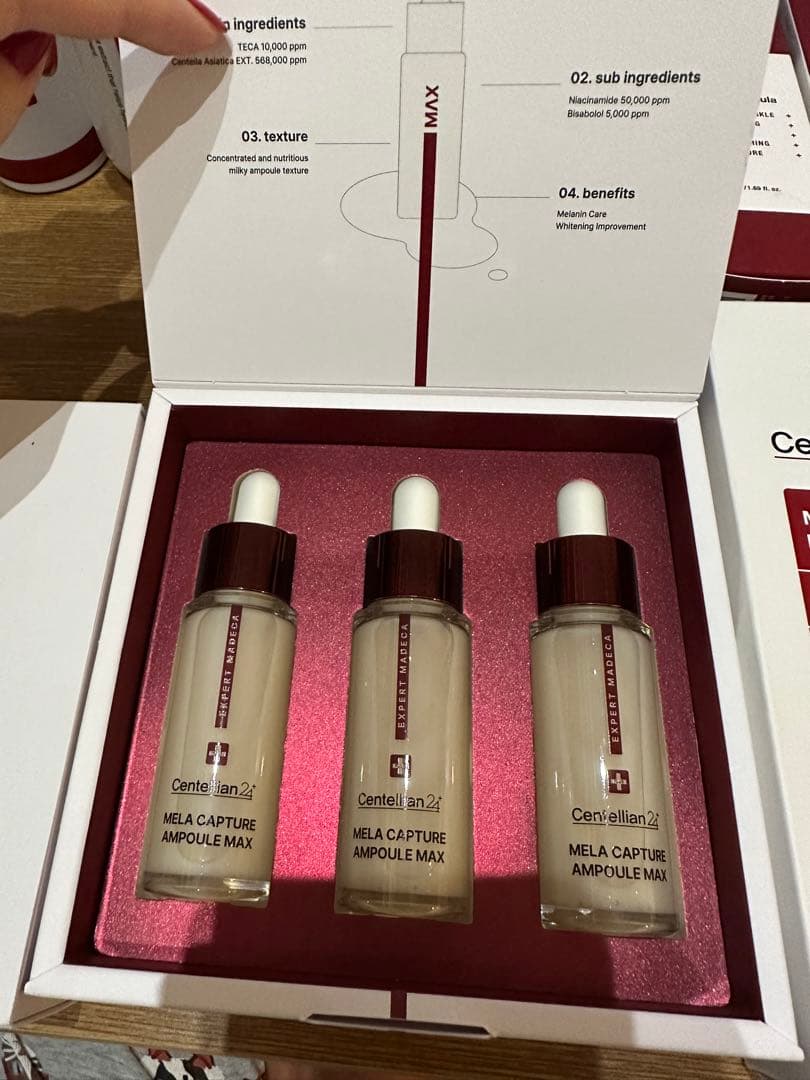 ingredients
TECA 10,000 ppm
Centella Asiatica EXT. 568,000 ppm
02. sub ingredients
Niacinamide 50,000 ppm
Bisabolol 5,000 ppm
03. texture
Concentrated and nutritious
milky ampoule texture
04. benefits
Melanin Care
Whitening Improvement
MAX
EXPERT MADECA
Centellian24+
MELA CAPTURE
AMPOULE MAX
EXPERT MADECA
Centellian24+
MELA CAPTURE
AMPOULE MAX
EXPERT MADECA
Centellian24+
MELA CAPTURE
AMPOULE MAX
Ce